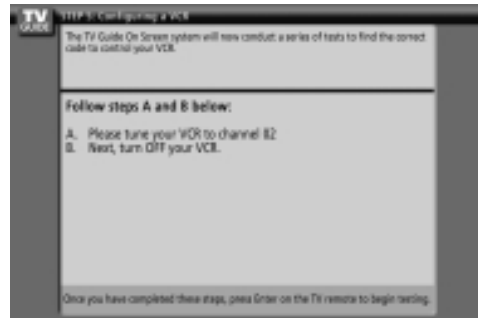 TV
GUIDE
STEP 5: Configuring a VCR
The TV Guide On Screen system will now conduct a series of tests to find the correct
code to control your VCR.
Follow steps A and B below:
A. Please tune your VCR to channel 02
B. Next, turn OFF your VCR.
Once you have completed these steps, press Enter on the TV remote to begin testing.